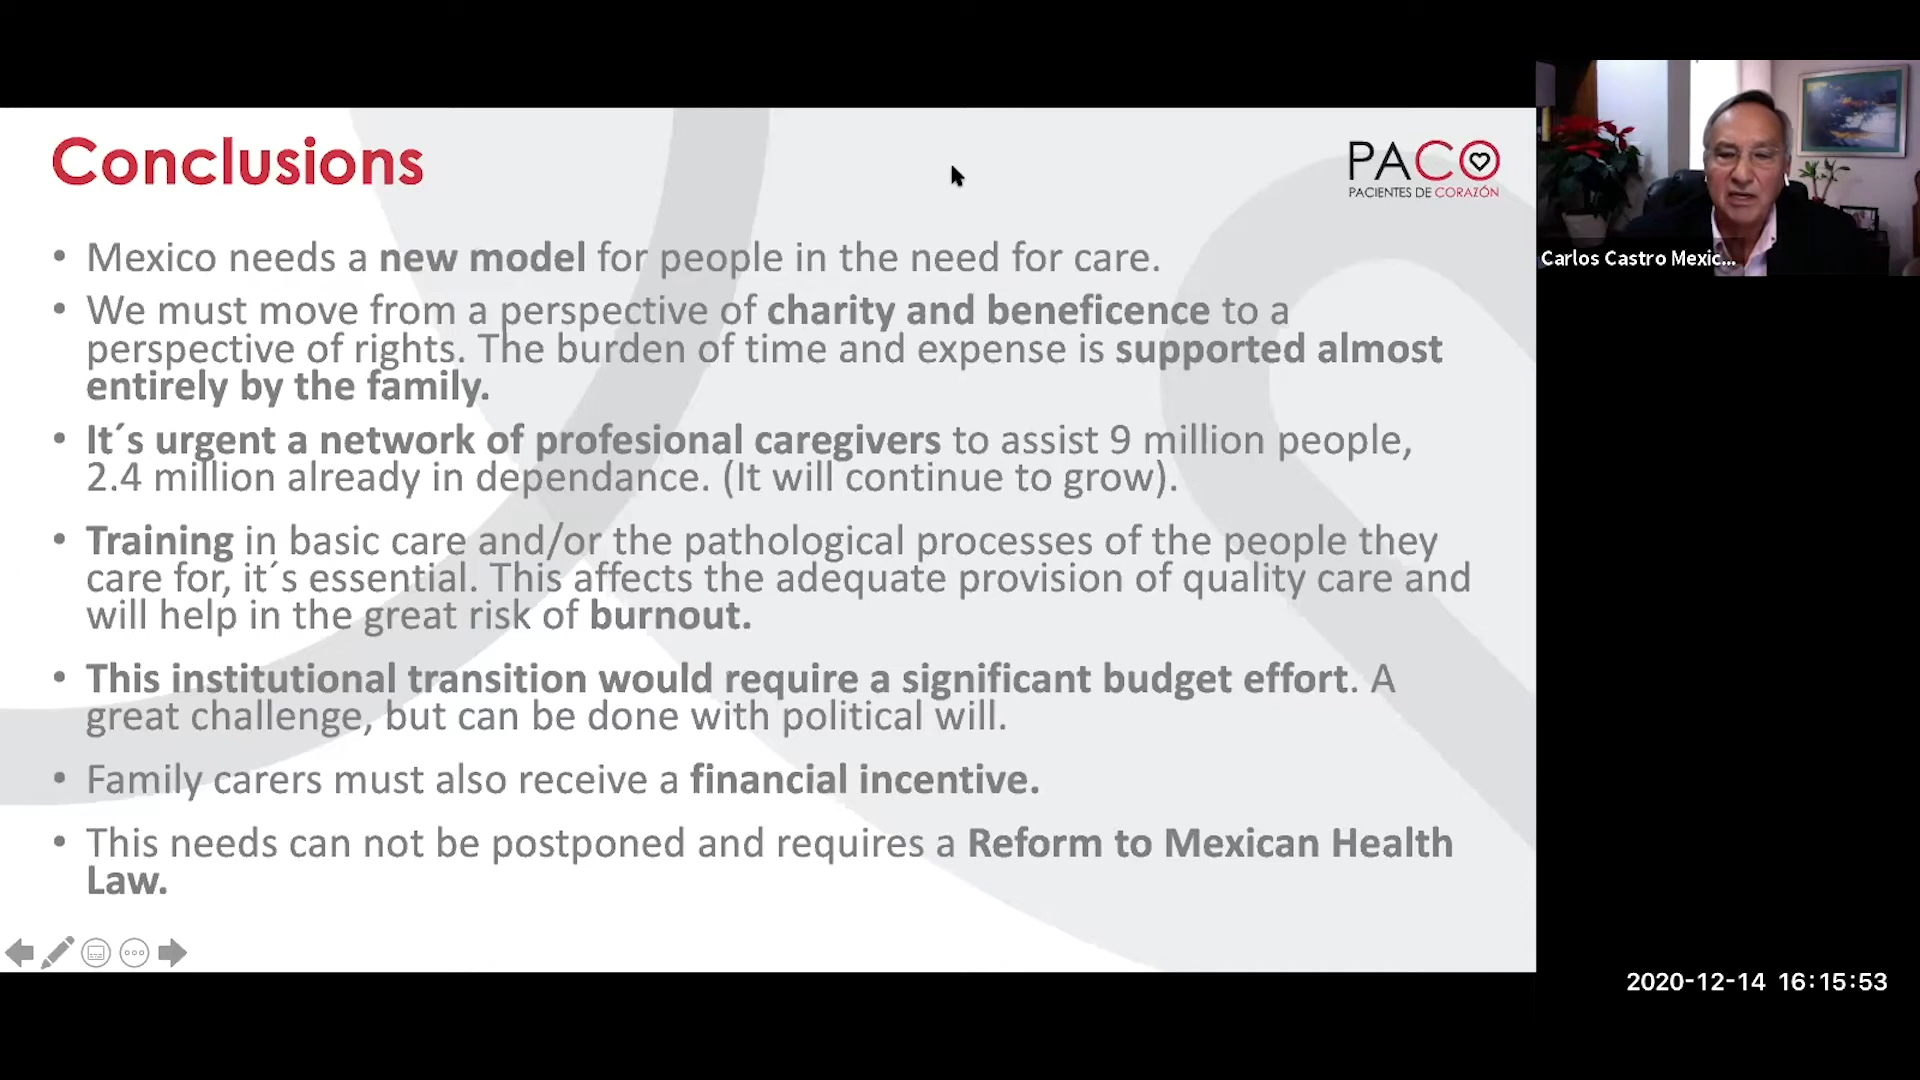 Conclusions
PACO
PACIENTES DE CORAZÓN
• Mexico needs a new model for people in the need for care.
• We must move from a perspective of charity and beneficence to a
perspective of rights. The burden of time and expense is supported almost
entirely by the family.
• It´s urgent a network of profesional caregivers to assist 9 million people,
2.4 million already in dependance. (It will continue to grow).
• Training in basic care and/or the pathological processes of the people they
care for, it´s essential. This affects the adequate provision of quality care and
will help in the great risk of burnout.
• This institutional transition would require a significant budget effort. A
great challenge, but can be done with political will.
• Family carers must also receive a financial incentive.
• This needs can not be postponed and requires a Reform to Mexican Health
Law.
Carlos Castro Mexic...
2020-12-14 16:15:53